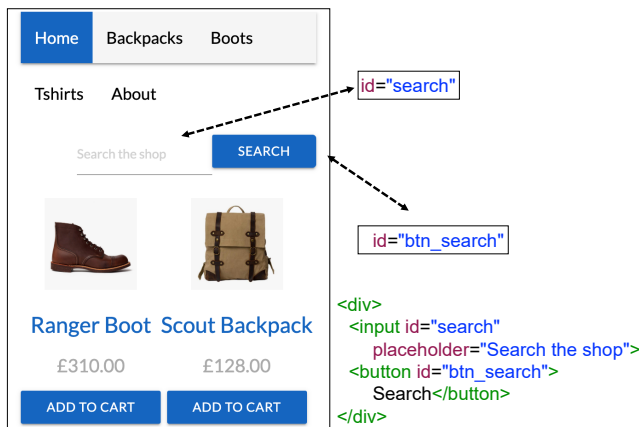 Home Backpacks Boots
Tshirts About
id="search"
Search the shop SEARCH
id="btn_search"
Ranger Boot Scout Backpack
£310.00 £128.00
ADD TO CART ADD TO CART
<div>
<input id="search"
placeholder="Search the shop">
<button id="btn_search">
Search</button>
</div>